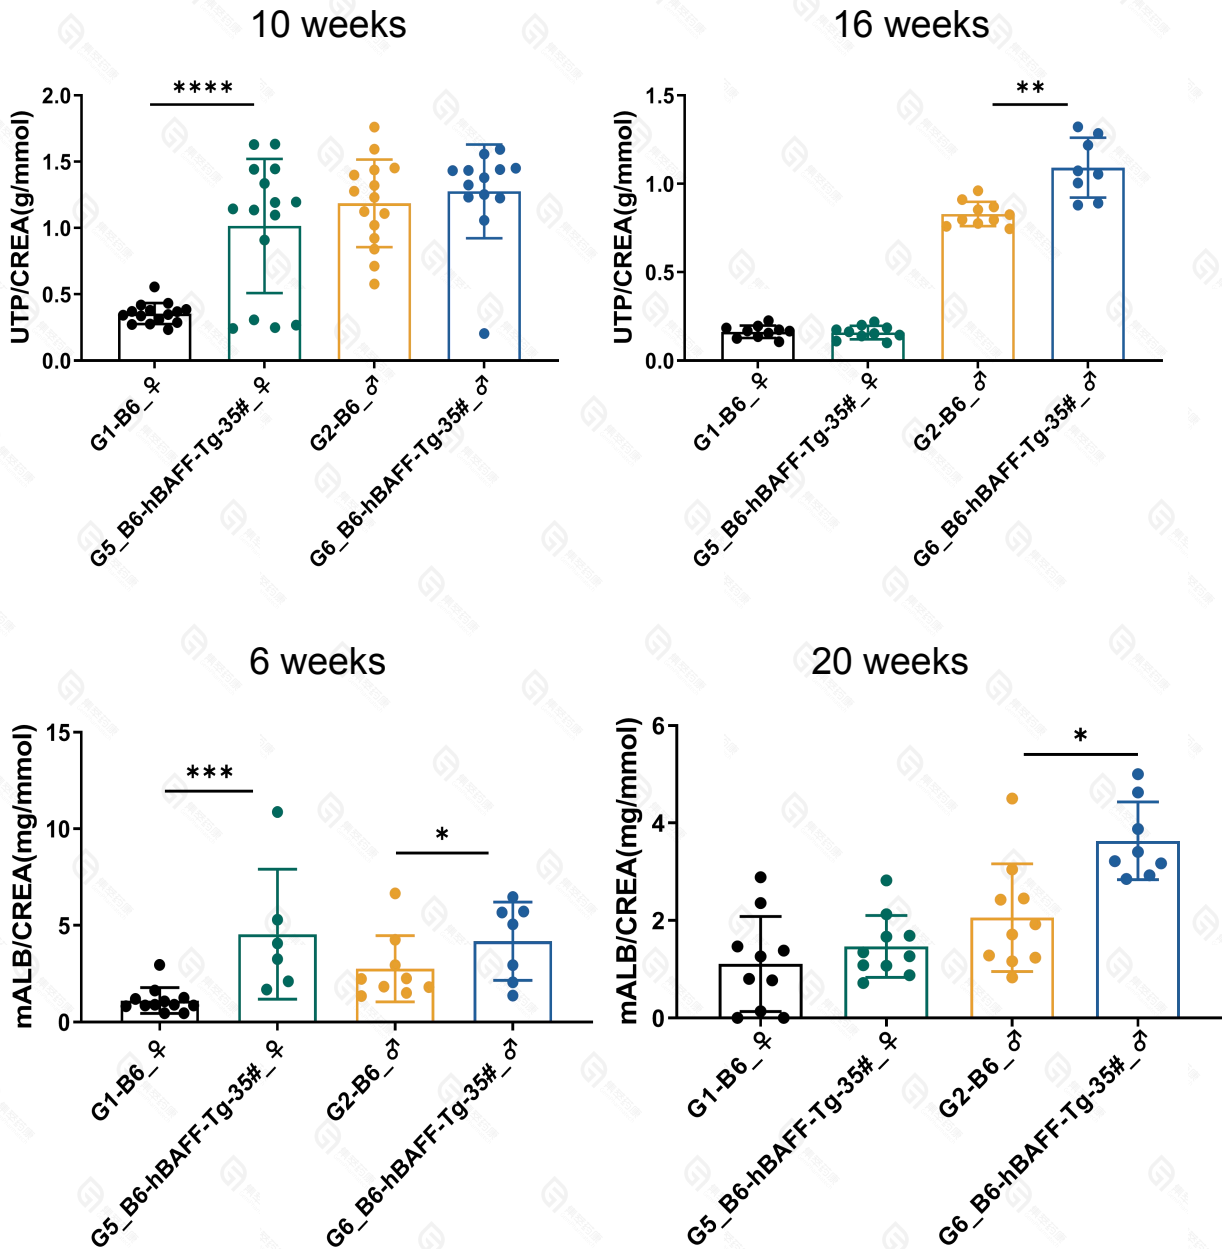 10 weeks
16 weeks
UTP/CREA(g/mmol)
2.0
1.5
1.0
0.5
0.0
****
G1-B6_♀
G5_B6-hBAFF-Tg-35#_♀
G2-B6_♂
G6_B6-hBAFF-Tg-35#_♂
UTP/CREA(g/mmol)
1.5
1.0
0.5
0.0
**
G1-B6_♀
G5_B6-hBAFF-Tg-35#_♀
G2-B6_♂
G6_B6-hBAFF-Tg-35#_♂
6 weeks
20 weeks
mALB/CREA(mg/mmol)
15
10
5
0
***
*
G1-B6_♀
G5_B6-hBAFF-Tg-35#_♀
G2-B6_♂
G6_B6-hBAFF-Tg-35#_♂
mALB/CREA(mg/mmol)
6
4
2
0
*
G1-B6_♀
G5_B6-hBAFF-Tg-35#_♀
G2-B6_♂
G6_B6-hBAFF-Tg-35#_♂